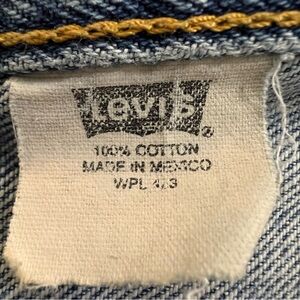 Levi's
100% COTTON
MADE IN MEXICO
WPL 423